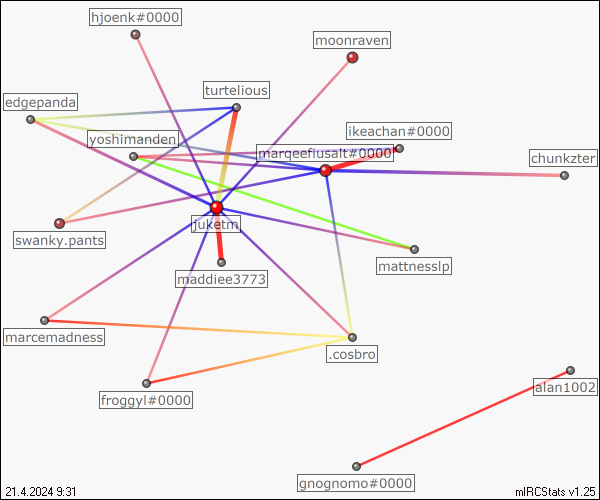 hjoenk#0000
moonraven
turtelious
edgepanda
ikeachan#0000
yoshimanden
marqeefiusalt#0000
chunkzter
juketm
swanky.pants
mattnesslp
maddiee3773
marcemadness
.cosbro
alan1002
froggyl#0000
gnognomo#0000
21.4.2024 9:31
mIRCStats v1.25